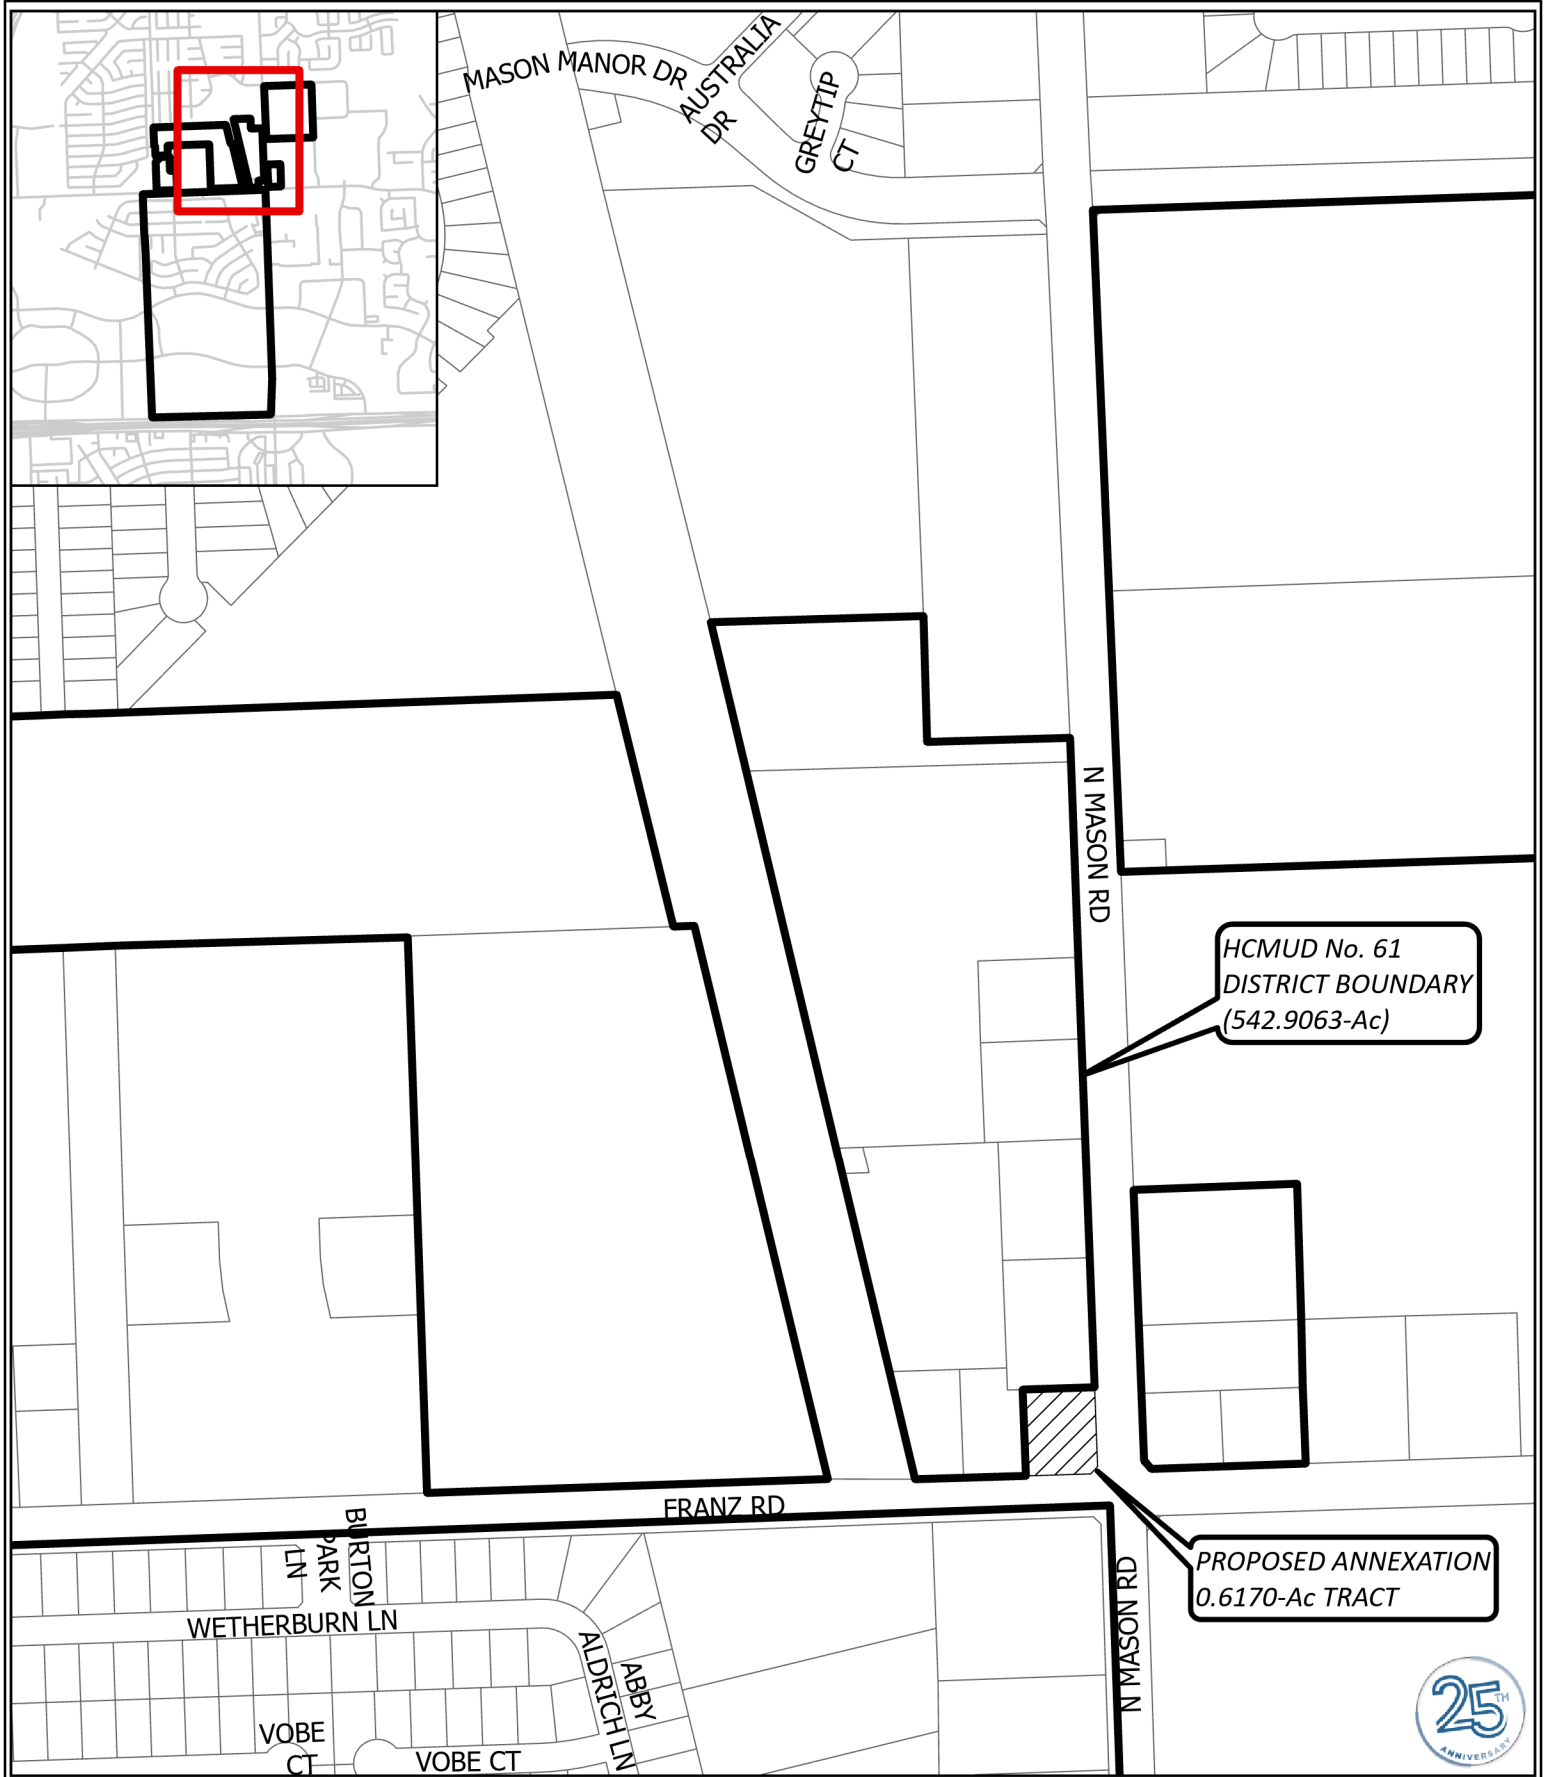 MASON MANOR DR
AUSTRALIA
DR
GREYTIP
CT
N MASON RD
HCMUD No. 61
DISTRICT BOUNDARY
(542.9063-Ac)
FRANZ RD
BURTON
PARK
LN
PROPOSED ANNEXATION
0.6170-Ac TRACT
N MASON RD
WETHERBURN LN
ABBY
ALDRICH LN
VOBE
CT
VOBE CT
25TH
ANNIVERSARY